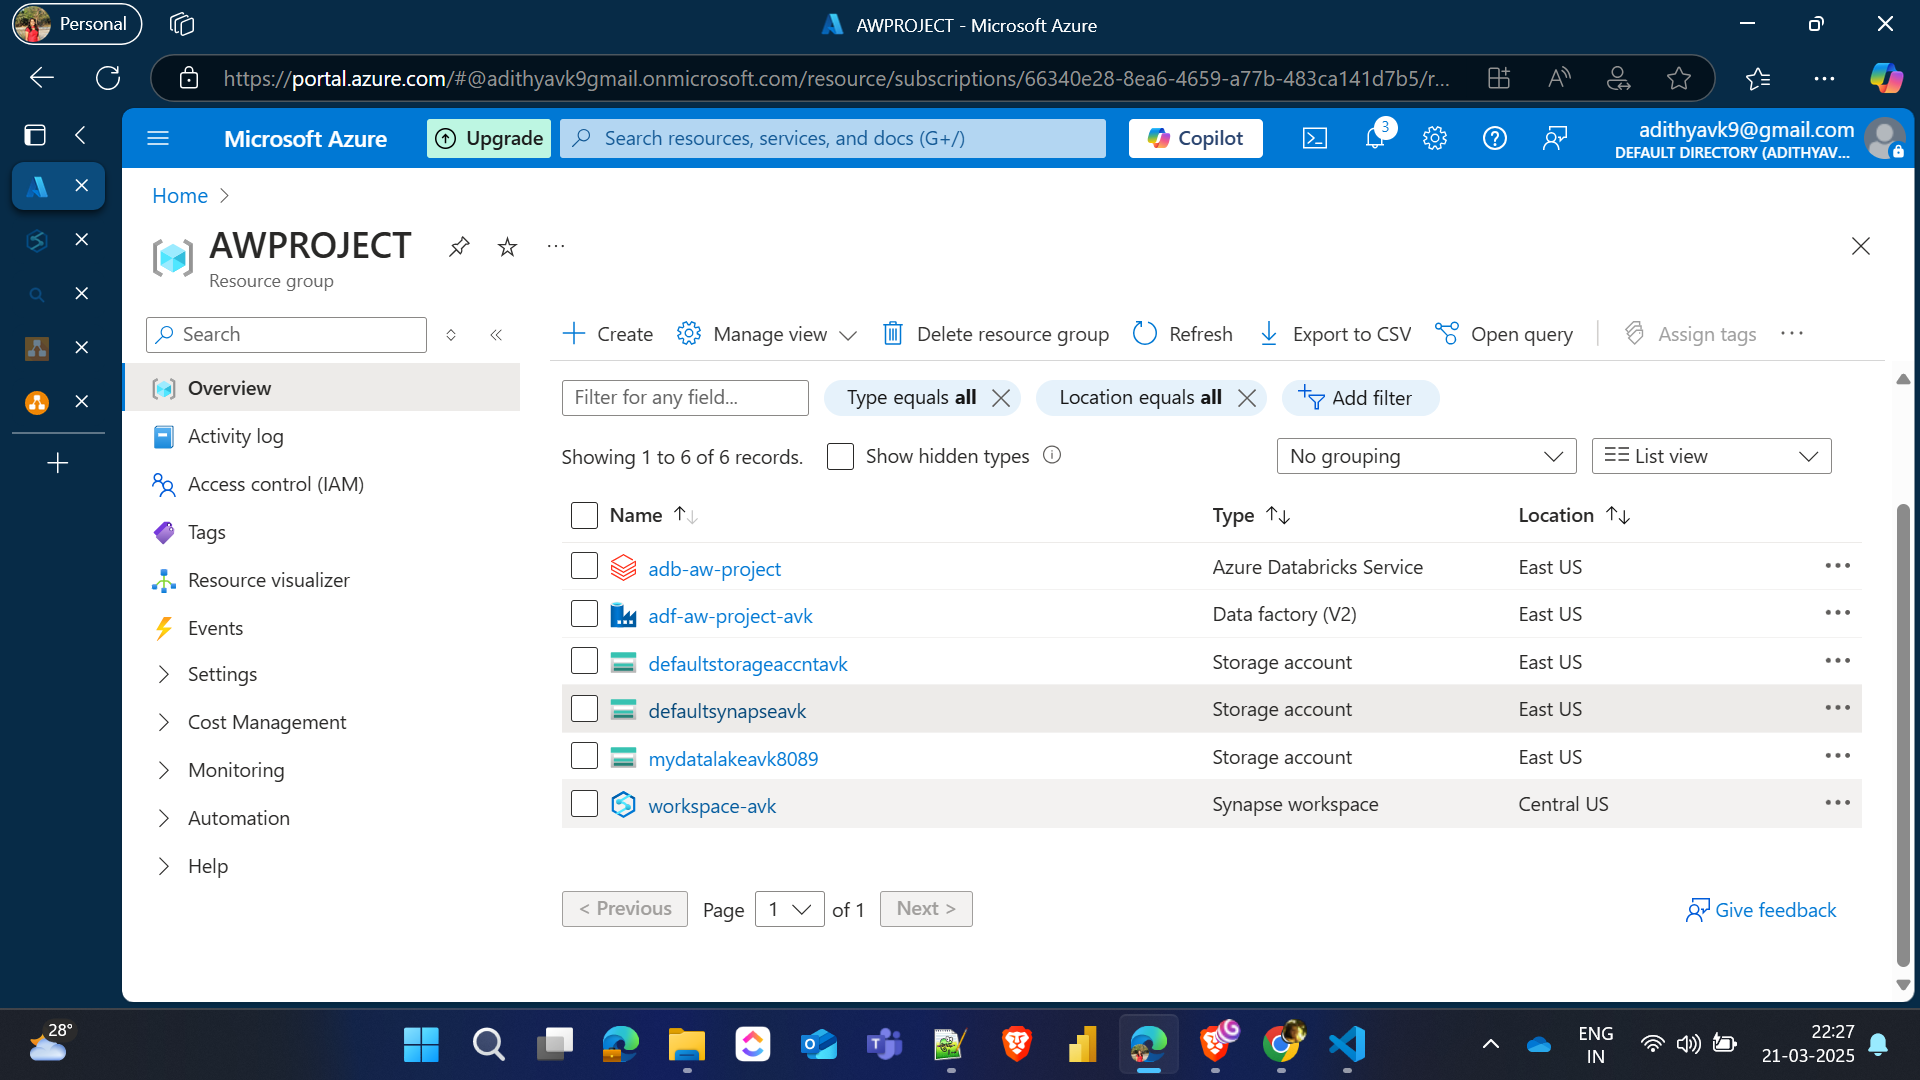 Personal
AWPROJECT - Microsoft Azure
https://portal.azure.com/#@adithyavk9gmail.onmicrosoft.com/resource/subscriptions/66340e28-8ea6-4659-a77b-483ca141d7b5/r...
Microsoft Azure
Upgrade
Search resources, services, and docs (G+/)
Copilot
3
adithyavk9@gmail.com
DEFAULT DIRECTORY (ADITHYAV...
Home
AWPROJECT
Resource group
Search
Create
Manage view
Delete resource group
Refresh
Export to CSV
Open query
Assign tags
Overview
Activity log
Access control (IAM)
Tags
Resource visualizer
Events
Settings
Cost Management
Monitoring
Automation
Help
Filter for any field...
Type equals all
Location equals all
Add filter
Showing 1 to 6 of 6 records.
Show hidden types
No grouping
List view
Name Type Location
adb-aw-project Azure Databricks Service East US
adf-aw-project-avk Data factory (V2) East US
defaultstorageaccntavk Storage account East US
defaultsynapseavk Storage account East US
mydatalakeavk8089 Storage account East US
workspace-avk Synapse workspace Central US
< Previous Page 1 of 1 Next >
Give feedback
28°
ENG
IN
22:27
21-03-2025